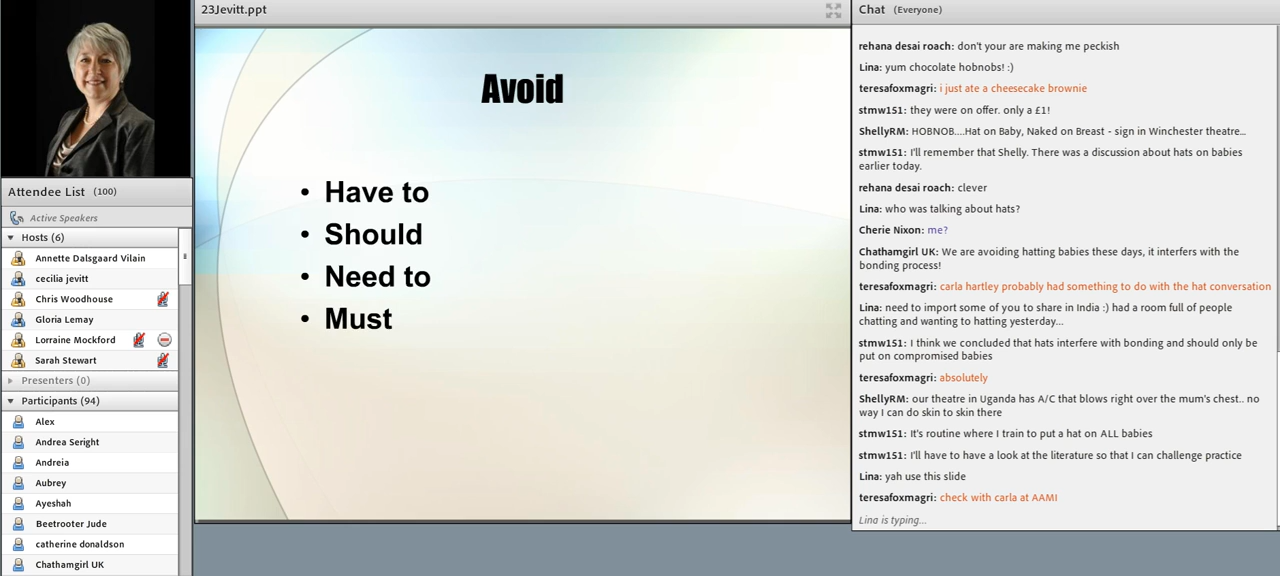 23Jevitt.ppt
Chat (Everyone)
Avoid
• Have to
• Should
• Need to
• Must
Attendee List (100)
Active Speakers
Hosts (6)
Annette Dalsgaard Vilain
cecilia jevitt
Chris Woodhouse
Gloria Lemay
Lorraine Mockford
Sarah Stewart
Presenters (0)
Participants (94)
Alex
Andrea Seright
Andreia
Aubrey
Ayeshah
Beetrooter Jude
catherine donaldson
Chathamgirl UK
rehana desai roach: don't your are making me peckish
Lina: yum chocolate hobnobs! :)
teresafoxmagri: i just ate a cheesecake brownie
stmw151: they were on offer. only a £1!
ShellyRM: HOBNOB....Hat on Baby, Naked on Breast - sign in Winchester theatre...
stmw151: I'll remember that Shelly. There was a discussion about hats on babies
earlier today.
rehana desai roach: clever
Lina: who was talking about hats?
Cherie Nixon: me?
Chathamgirl UK: We are avoiding hatting babies these days, it interfers with the
bonding process!
teresafoxmagri: carla hartley probably had something to do with the hat conversation
Lina: need to import some of you to share in India :) had a room full of people
chatting and wanting to hatting yesterday...
stmw151: I think we concluded that hats interfere with bonding and should only be
put on compromised babies
teresafoxmagri: absolutely
ShellyRM: our theatre in Uganda has A/C that blows right over the mum's chest.. no
way I can do skin to skin there
stmw151: It's routine where I train to put a hat on ALL babies
stmw151: I'll have to have a look at the literature so that I can challenge practice
Lina: yah use this slide
teresafoxmagri: check with carla at AAMI
Lina is typing...